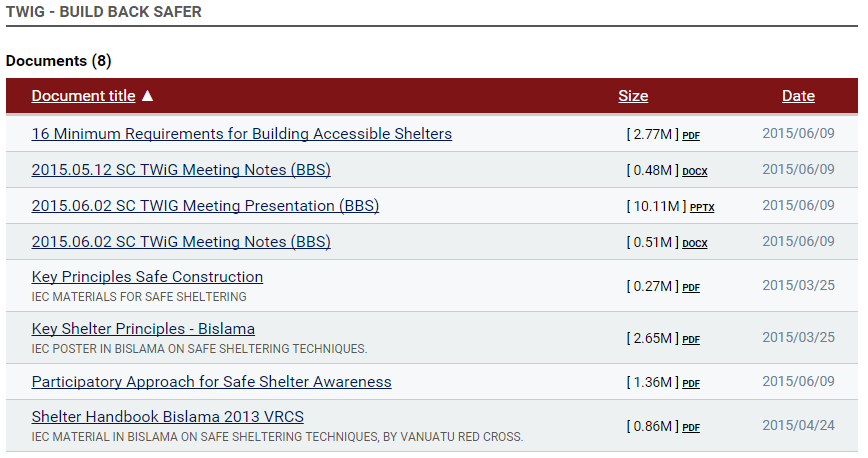 TWIG - BUILD BACK SAFER
Documents (8)
Document title ▲ Size Date
16 Minimum Requirements for Building Accessible Shelters [ 2.77M ] PDF 2015/06/09
2015.05.12 SC TWiG Meeting Notes (BBS) [ 0.48M ] DOCX 2015/06/09
2015.06.02 SC TWIG Meeting Presentation (BBS) [ 10.11M ] PPTX 2015/06/09
2015.06.02 SC TWiG Meeting Notes (BBS) [ 0.51M ] DOCX 2015/06/09
Key Principles Safe Construction [ 0.27M ] PDF 2015/03/25
IEC MATERIALS FOR SAFE SHELTERING
Key Shelter Principles - Bislama [ 2.65M ] PDF 2015/03/25
IEC POSTER IN BISLAMA ON SAFE SHELTERING TECHNIQUES.
Participatory Approach for Safe Shelter Awareness [ 1.36M ] PDF 2015/06/09
Shelter Handbook Bislama 2013 VRCS [ 0.86M ] PDF 2015/04/24
IEC MATERIAL IN BISLAMA ON SAFE SHELTERING TECHNIQUES, BY VANUATU RED CROSS.